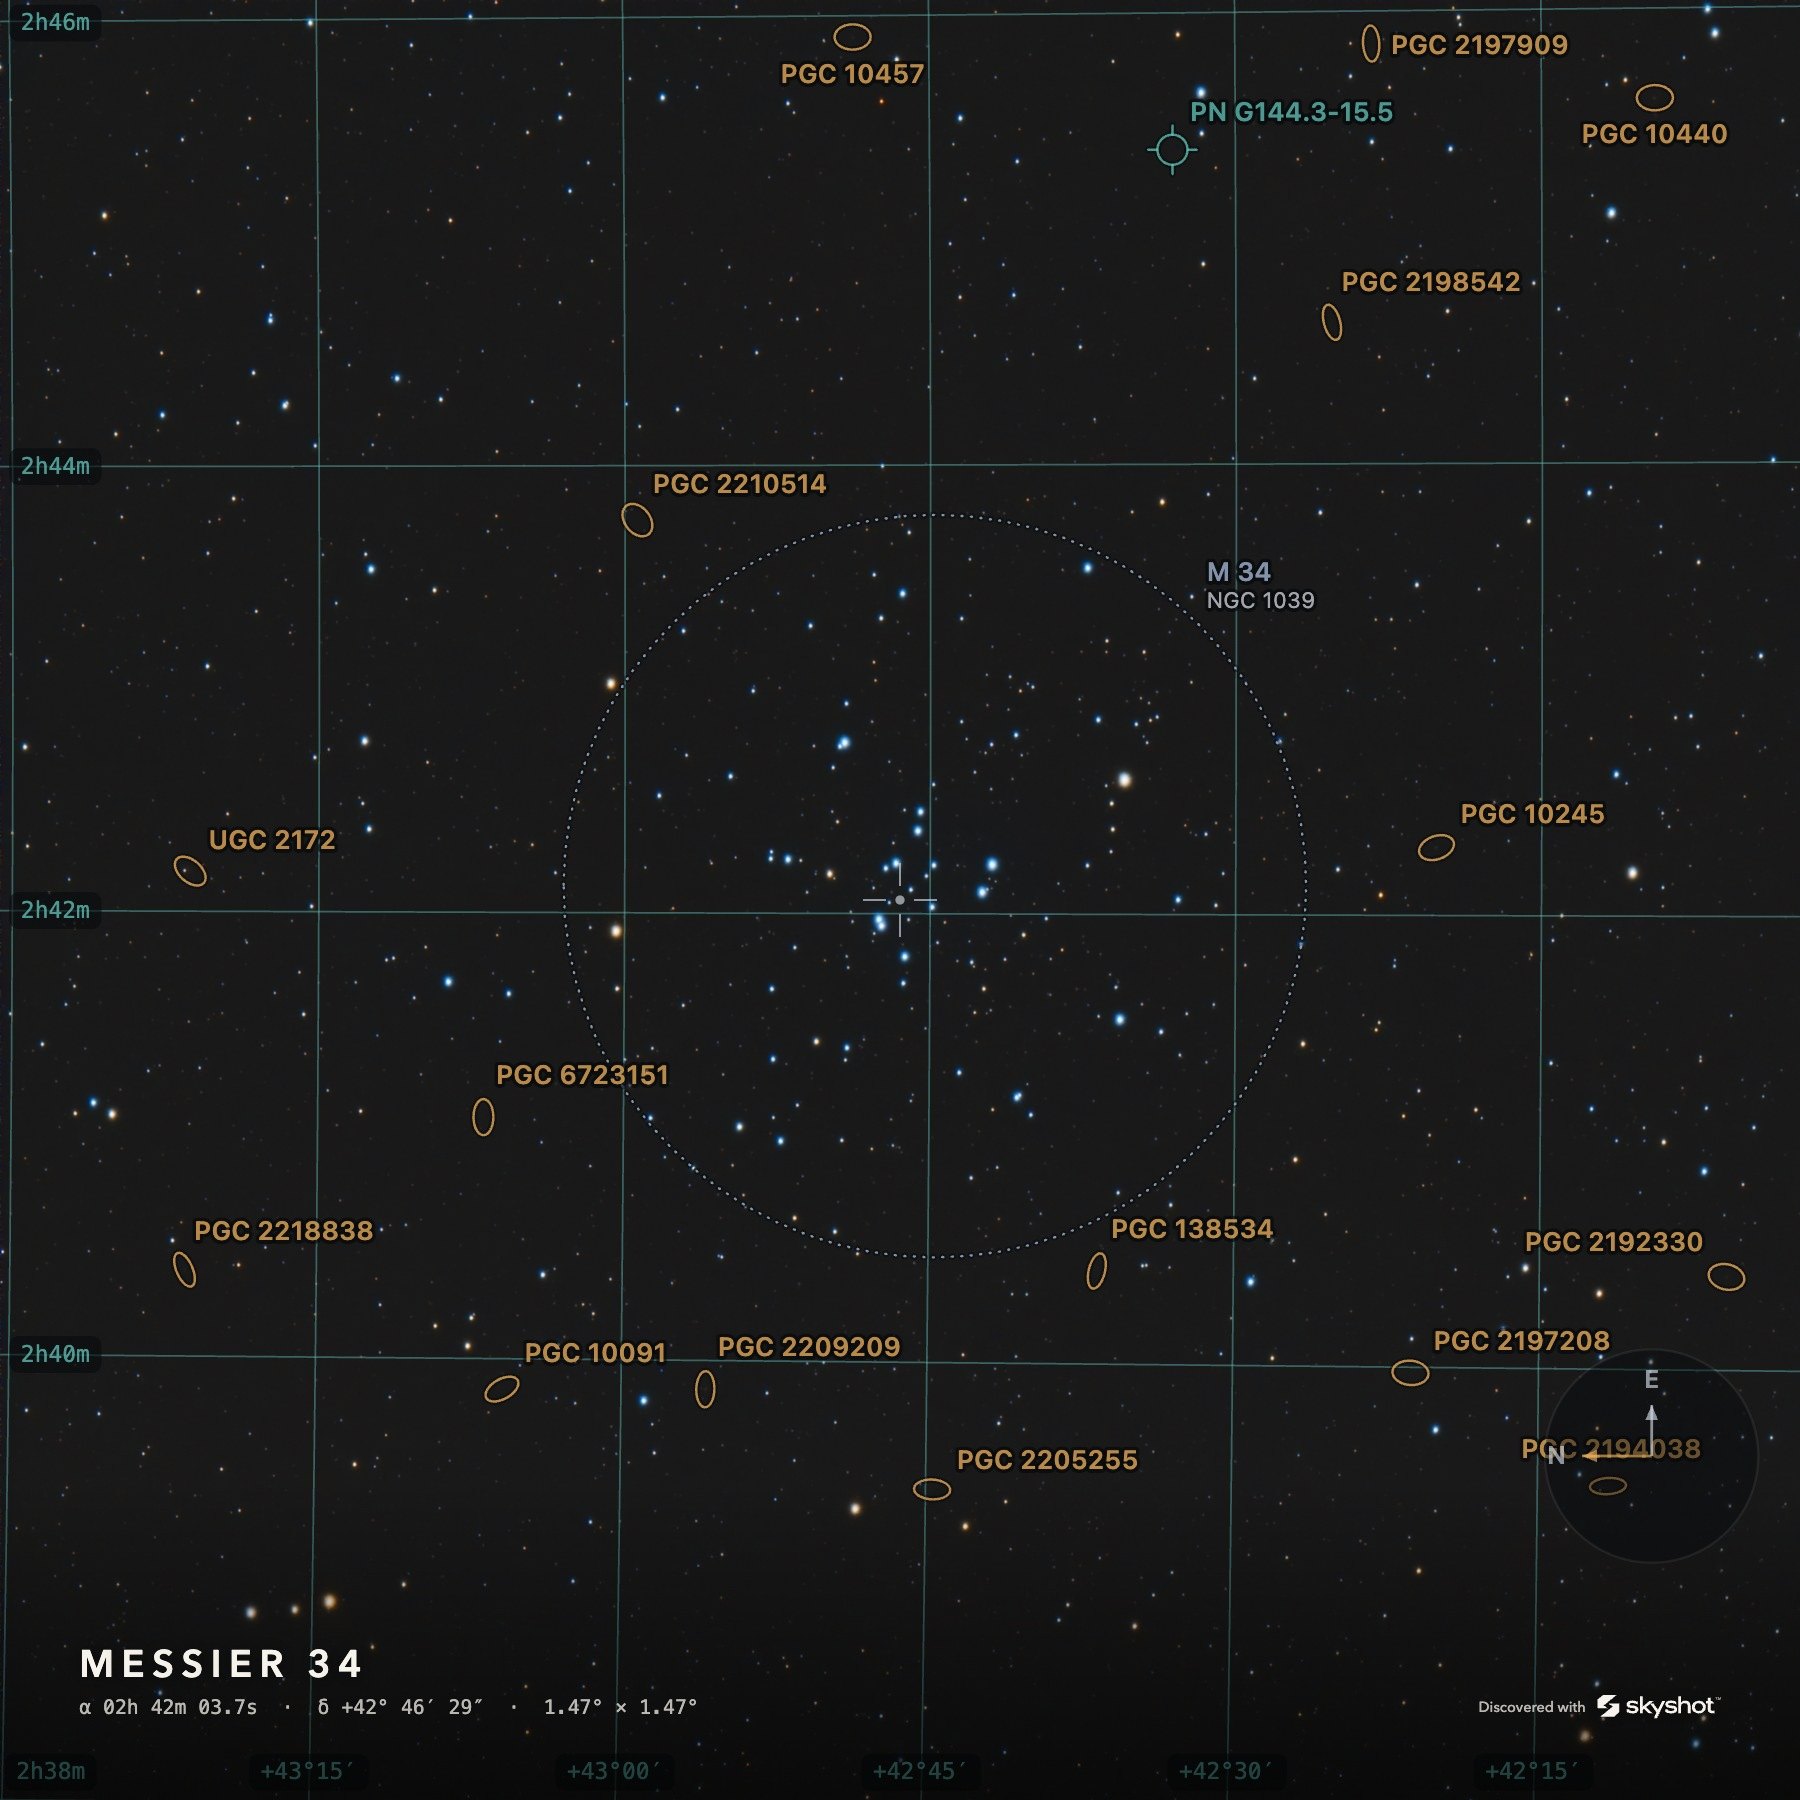 2h46m
PGC 10457
PGC 2197909
PN G144.3-15.5
PGC 10440
PGC 2198542
2h44m
PGC 2210514
M 34
NGC 1039
PGC 10245
UGC 2172
2h42m
PGC 6723151
PGC 2218838
PGC 138534
PGC 2192330
2h40m
PGC 10091
PGC 2209209
PGC 2197208
E
N
PGC 2194038
PGC 2205255
MESSIER 34
α 02h 42m 03.7s · δ +42° 46′ 29″ · 1.47° × 1.47°
Discovered with skyshot™
2h38m
+43°15′
+43°00′
+42°45′
+42°30′
+42°15′